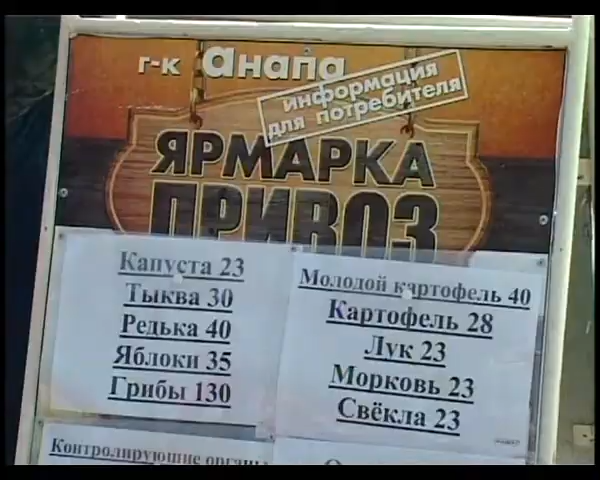 г-к Анапа
информация
для потребителя
ЯРМАРКА
ПРИВОЗ
Капуста 23
Тыква 30
Редька 40
Яблоки 35
Грибы 130
Молодой картофель 40
Картофель 28
Лук 23
Морковь 23
Свёкла 23
Контролирующие